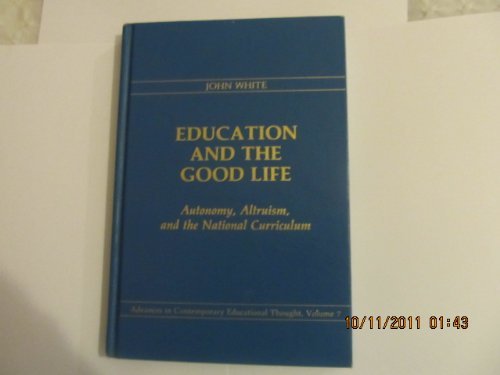 JOHN WHITE
EDUCATION
AND THE
GOOD LIFE
Autonomy, Altruism,
and the National Curriculum
Advances in Contemporary Educational Thought, Volume 7
10/11/2011 01:43